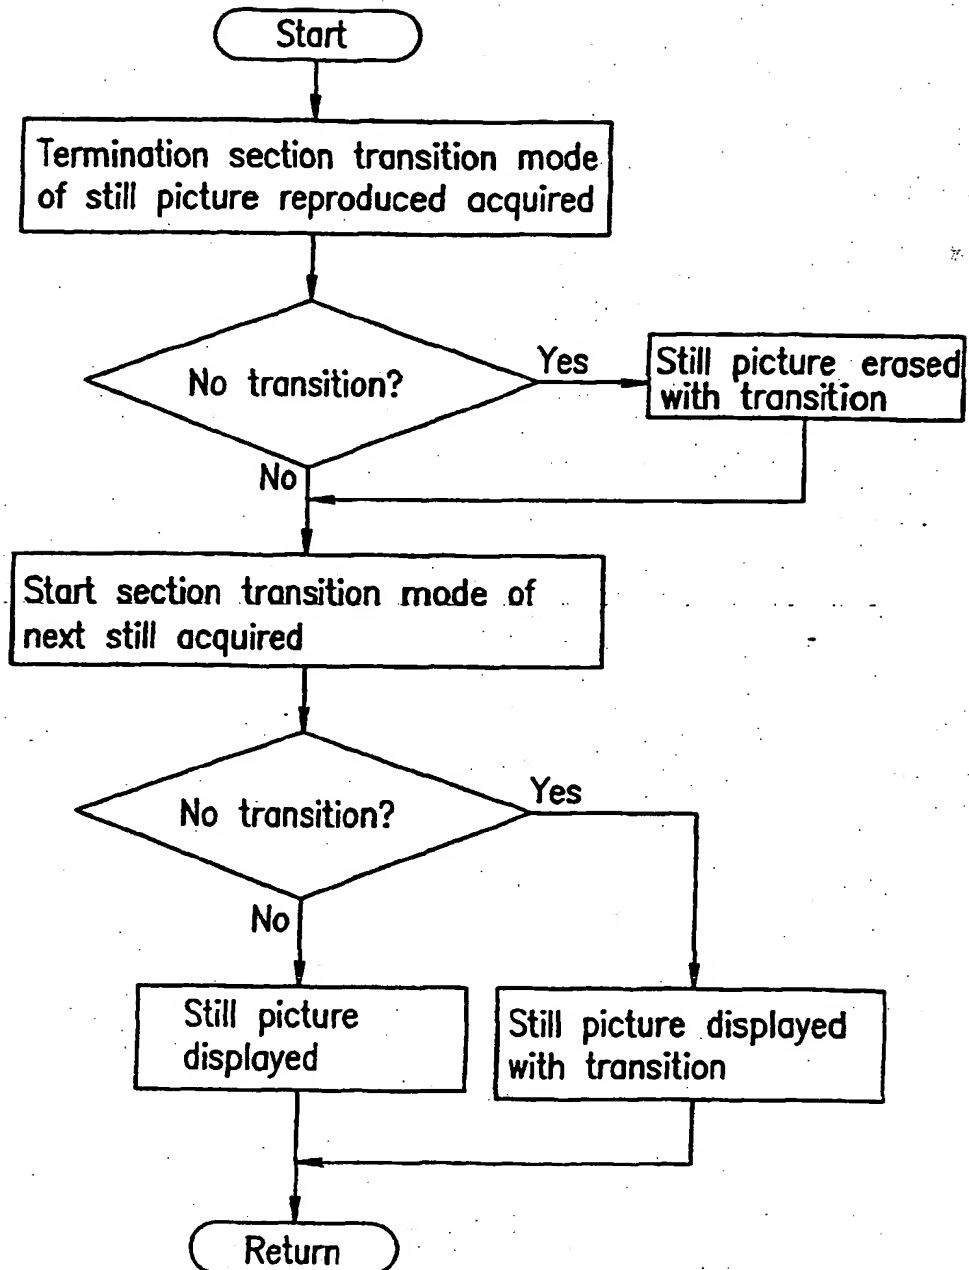 Start
Termination section transition mode
of still picture reproduced acquired
No transition?
Yes
Still picture erased
with transition
No
Start section transition mode of
next still acquired
No transition?
Yes
No
Still picture
displayed
Still picture displayed
with transition
Return